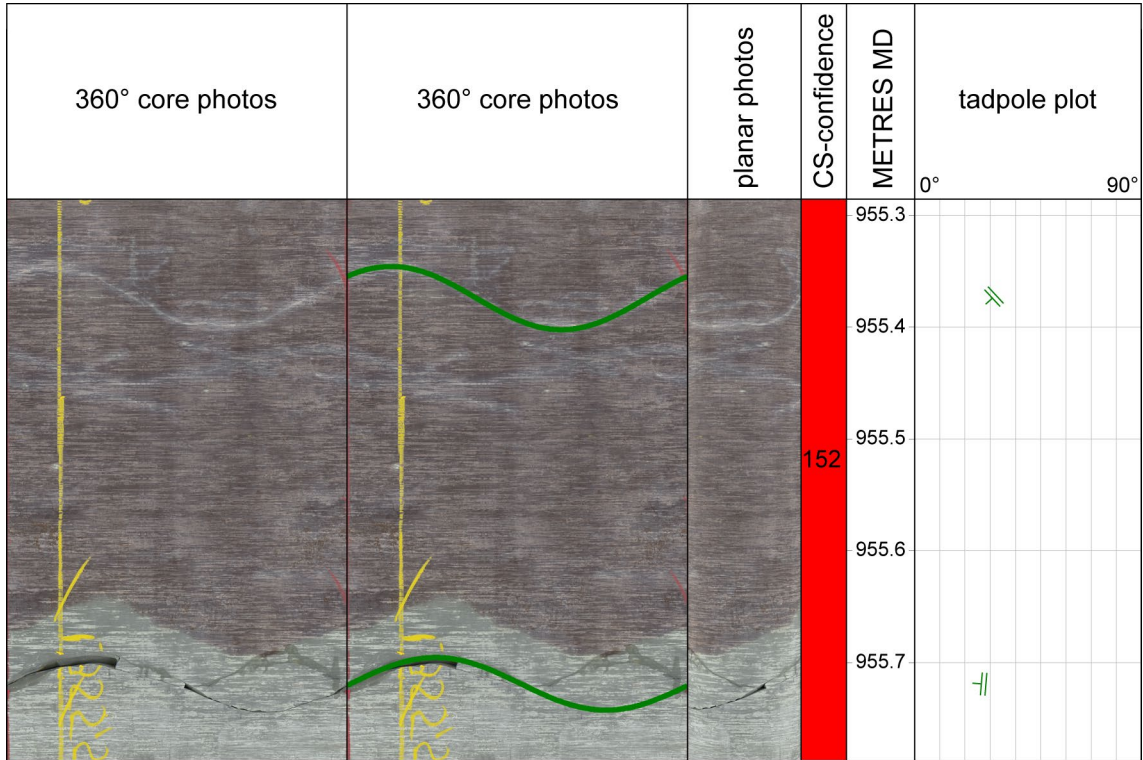 360° core photos
360° core photos
planar photos
CS-confidence
METRES MD
tadpole plot
0°
90°
955.3
955.4
955.5
152
955.6
955.7